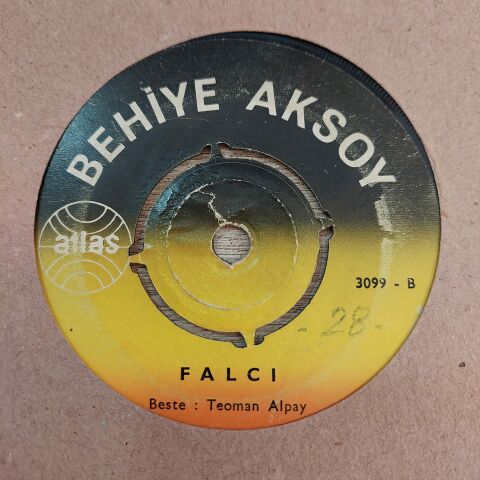 BEHİYE AKSOY
atlas
3099 - B
- 28 -
FALCI
Beste : Teoman Alpay